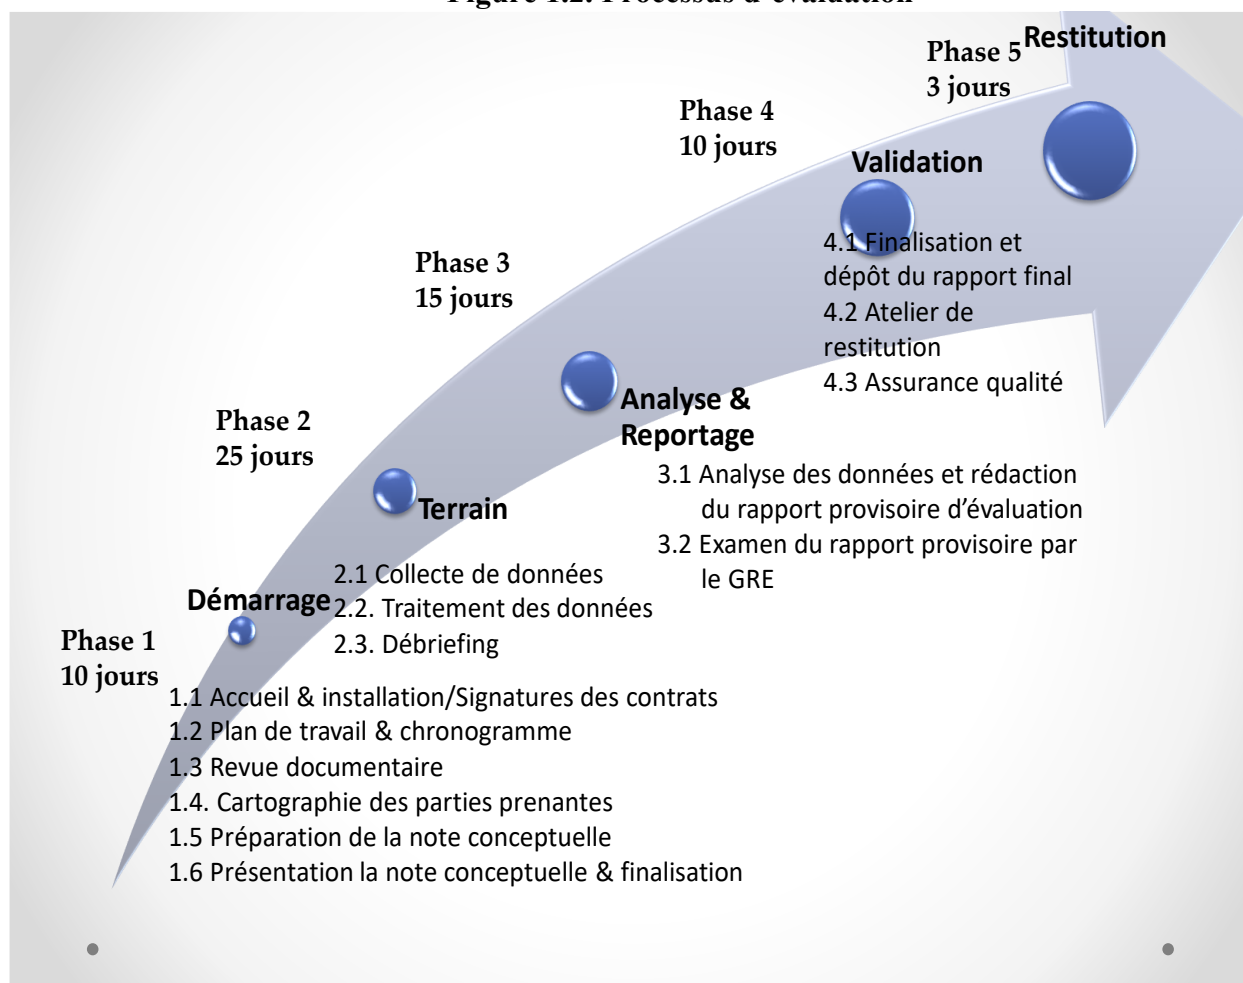 Figure 1.2. Processus d'évaluation
Phase 5
3 jours
Restitution
Phase 4
10 jours
Validation
4.1 Finalisation et
dépôt du rapport final
4.2 Atelier de
restitution
4.3 Assurance qualité
Phase 3
15 jours
Analyse &
Reportage
3.1 Analyse des données et rédaction
du rapport provisoire d’évaluation
3.2 Examen du rapport provisoire par
le GRE
Phase 2
25 jours
Terrain
2.1 Collecte de données
2.2. Traitement des données
2.3. Débriefing
Démarrage
Phase 1
10 jours
1.1 Accueil & installation/Signatures des contrats
1.2 Plan de travail & chronogramme
1.3 Revue documentaire
1.4. Cartographie des parties prenantes
1.5 Préparation de la note conceptuelle
1.6 Présentation la note conceptuelle & finalisation